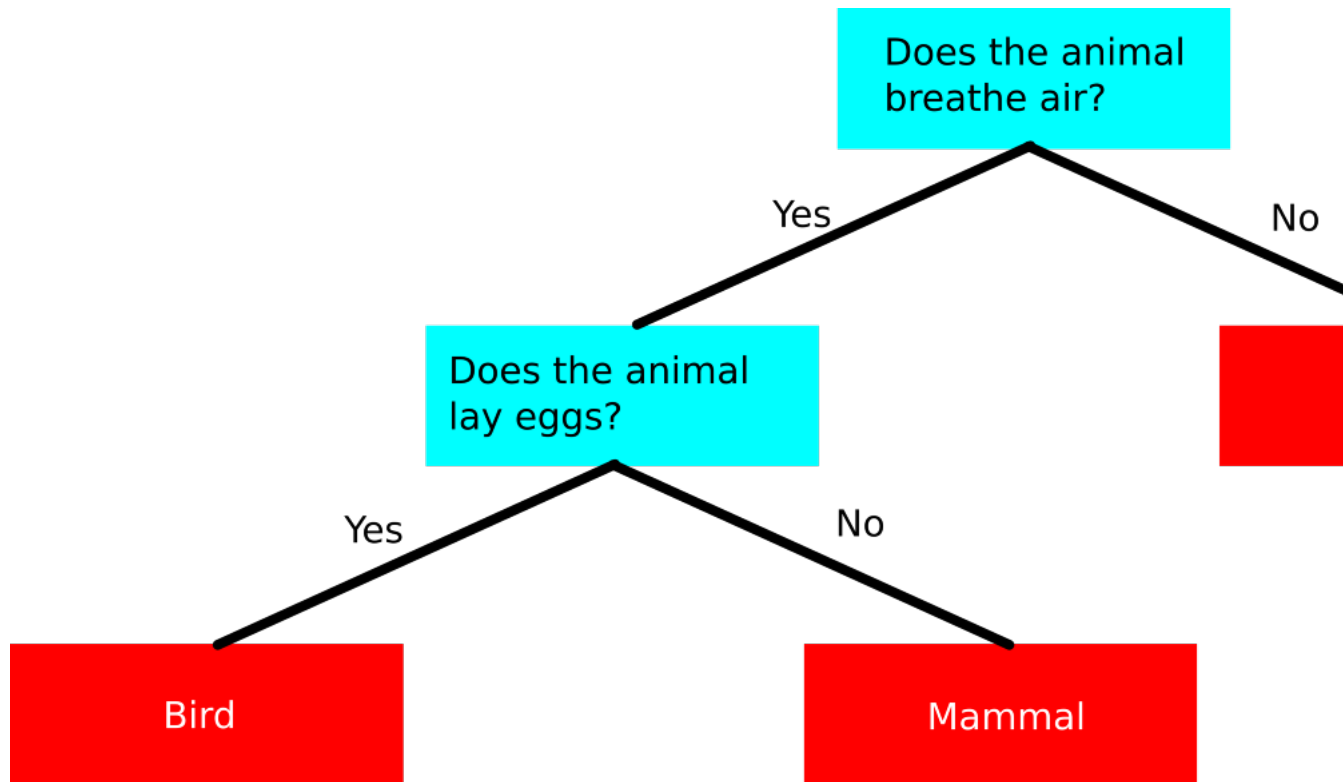 Does the animal
breathe air?
Yes
No
Does the animal
lay eggs?
Yes
No
Bird
Mammal